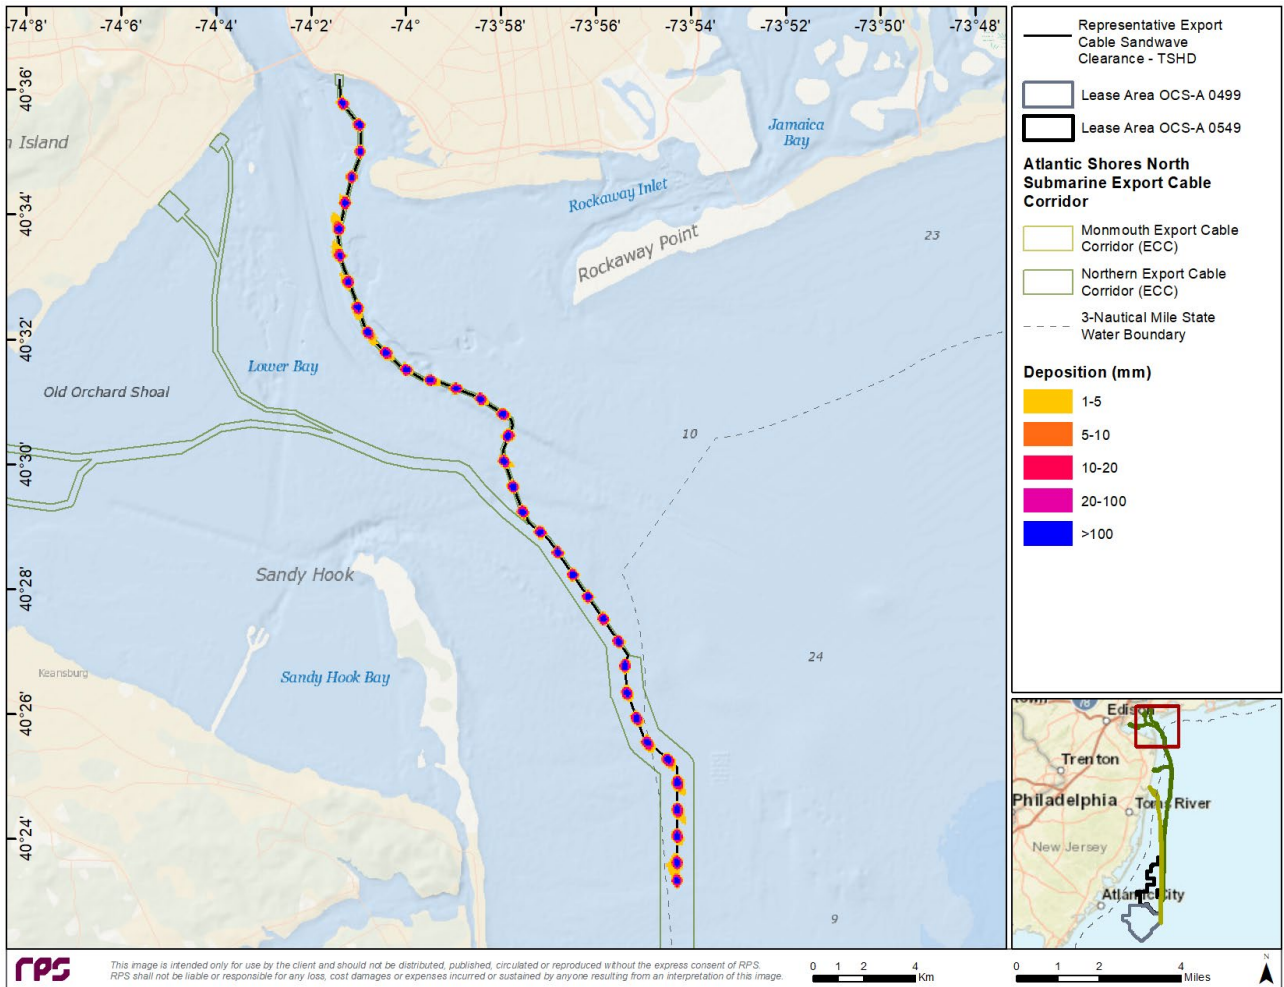 -74°8'
-74°6'
-74°4'
-74°2'
-74°
-73°58'
-73°56'
-73°54'
-73°52'
-73°50'
-73°48'
40°36'
40°34'
40°32'
40°30'
40°28'
40°26'
40°24'
n Island
Jamaica
Bay
Rockaway Inlet
Rockaway Point
23
Lower Bay
Old Orchard Shoal
10
Sandy Hook
24
Keansburg
Sandy Hook Bay
9
Representative Export
Cable Sandwave
Clearance - TSHD
Lease Area OCS-A 0499
Lease Area OCS-A 0549
Atlantic Shores North
Submarine Export Cable
Corridor
Monmouth Export Cable
Corridor (ECC)
Northern Export Cable
Corridor (ECC)
3-Nautical Mile State
Water Boundary
Deposition (mm)
1-5
5-10
10-20
20-100
>100
78
Edison
Trenton
Philadelphia
Toms River
New Jersey
Atlantic City
rps
This image is intended only for use by the client and should not be distributed, published, circulated or reproduced without the express consent of RPS.
RPS shall not be liable or responsible for any loss, cost damages or expenses incurred or sustained by anyone resulting from an interpretation of this image.
0 1 2 4
Km
0 1 2 4
Miles
N